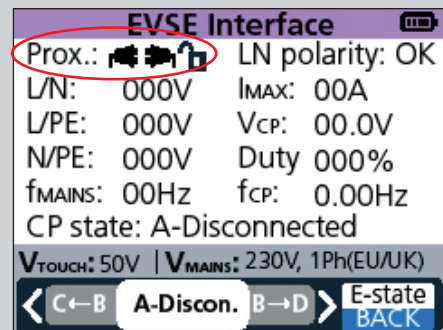 EVSE Interface
Prox.: LN polarity: OK
L/N: 000V IMAX: 00A
L/PE: 000V VCP: 00.0V
N/PE: 000V Duty 000%
fMAINS: 00Hz fCP: 0.00Hz
CP state: A-Disconnected
VTOUCH: 50V | VMAINS: 230V, 1Ph(EU/UK)
C←B A-Discon. B→D E-state
BACK